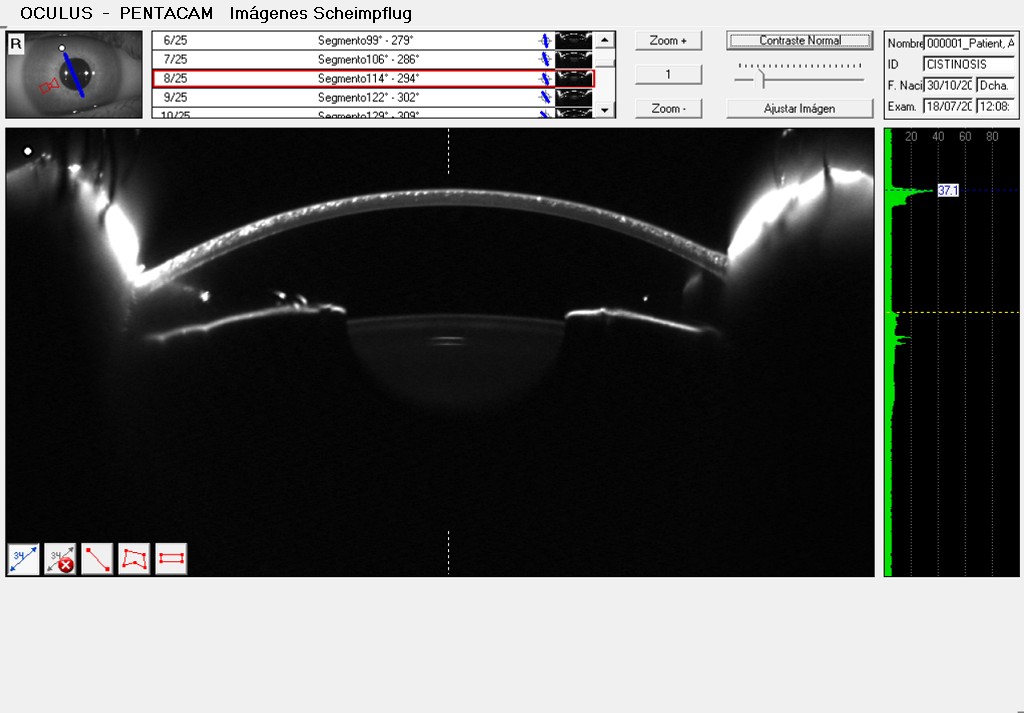 OCULUS - PENTACAM Imágenes Scheimpflug
R
6/25 Segmento99° - 279°
7/25 Segmento106° - 286°
8/25 Segmento114° - 294°
9/25 Segmento122° - 302°
10/25 Segmento129° - 309°
Zoom +
1
Zoom -
Contraste Normal
Ajustar Imágen
Nombre 000001_Patient, A
ID CISTINOSIS
F. Naci 30/10/20 Dcha.
Exam. 18/07/20 12:08:
20 40 60 80
37.1
34
34